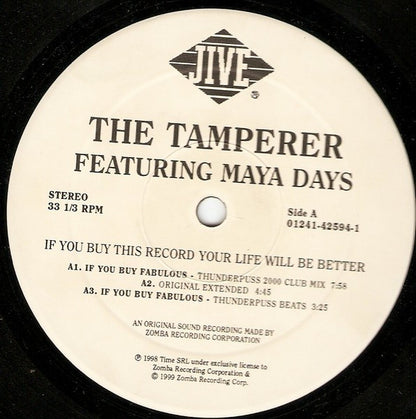 JIVE
THE TAMPERER
FEATURING MAYA DAYS
STEREO
33 1/3 RPM
Side A
01241-42594-1
IF YOU BUY THIS RECORD YOUR LIFE WILL BE BETTER
A1. IF YOU BUY FABULOUS - THUNDERPUSS 2000 CLUB MIX 7:58
A2. ORIGINAL EXTENDED 4:45
A3. IF YOU BUY FABULOUS - THUNDERPUSS BEATS 3:25
AN ORIGINAL SOUND RECORDING MADE BY
ZOMBA RECORDING CORPORATION
℗ 1998 Time SRL under exclusive license to
Zomba Recording Corporation &
© 1999 Zomba Recording Corp.